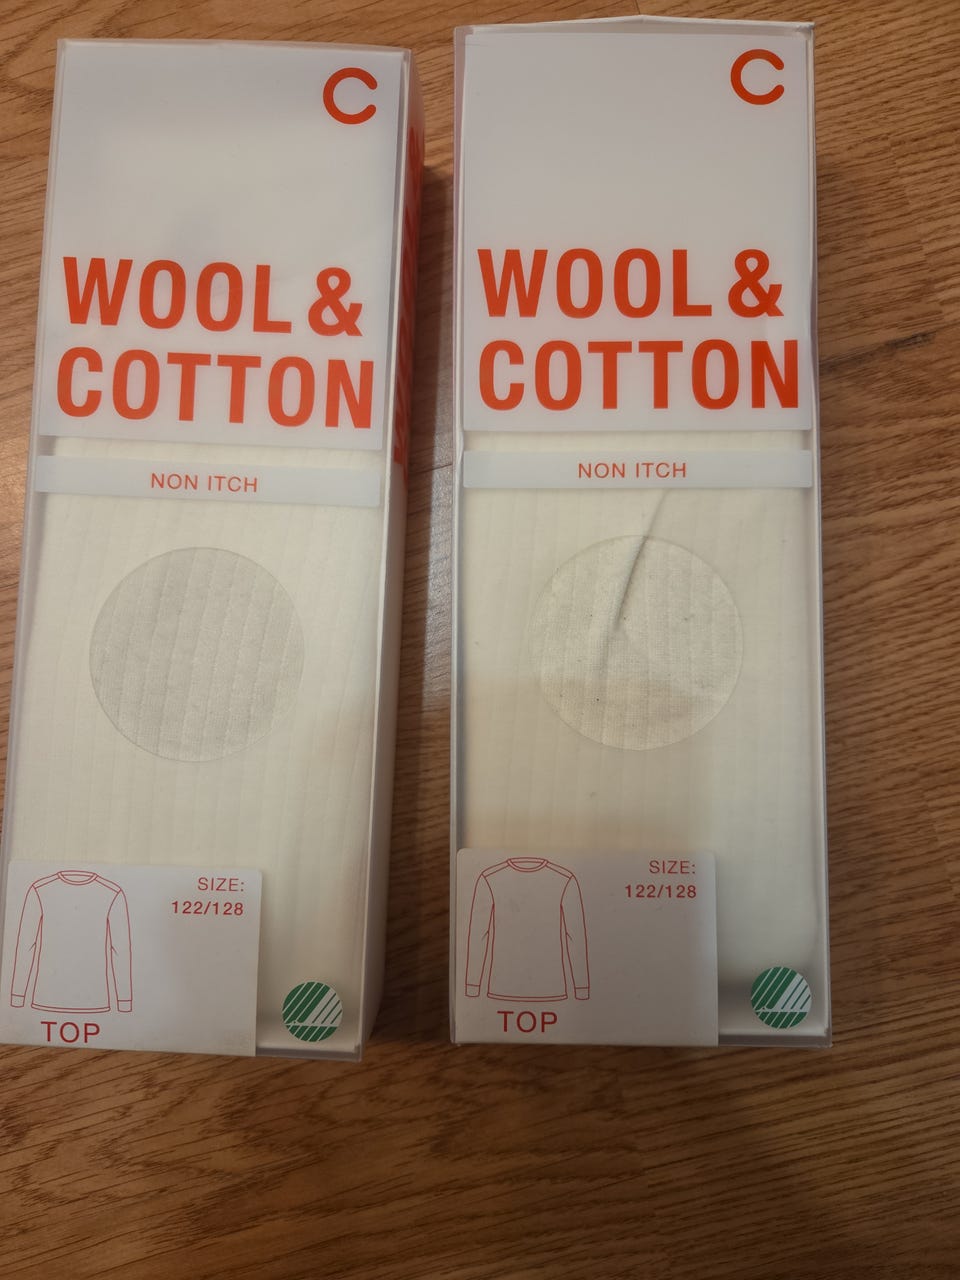 C
WOOL &
COTTON
NON ITCH
SIZE:
122/128
TOP
C
WOOL &
COTTON
NON ITCH
SIZE:
122/128
TOP